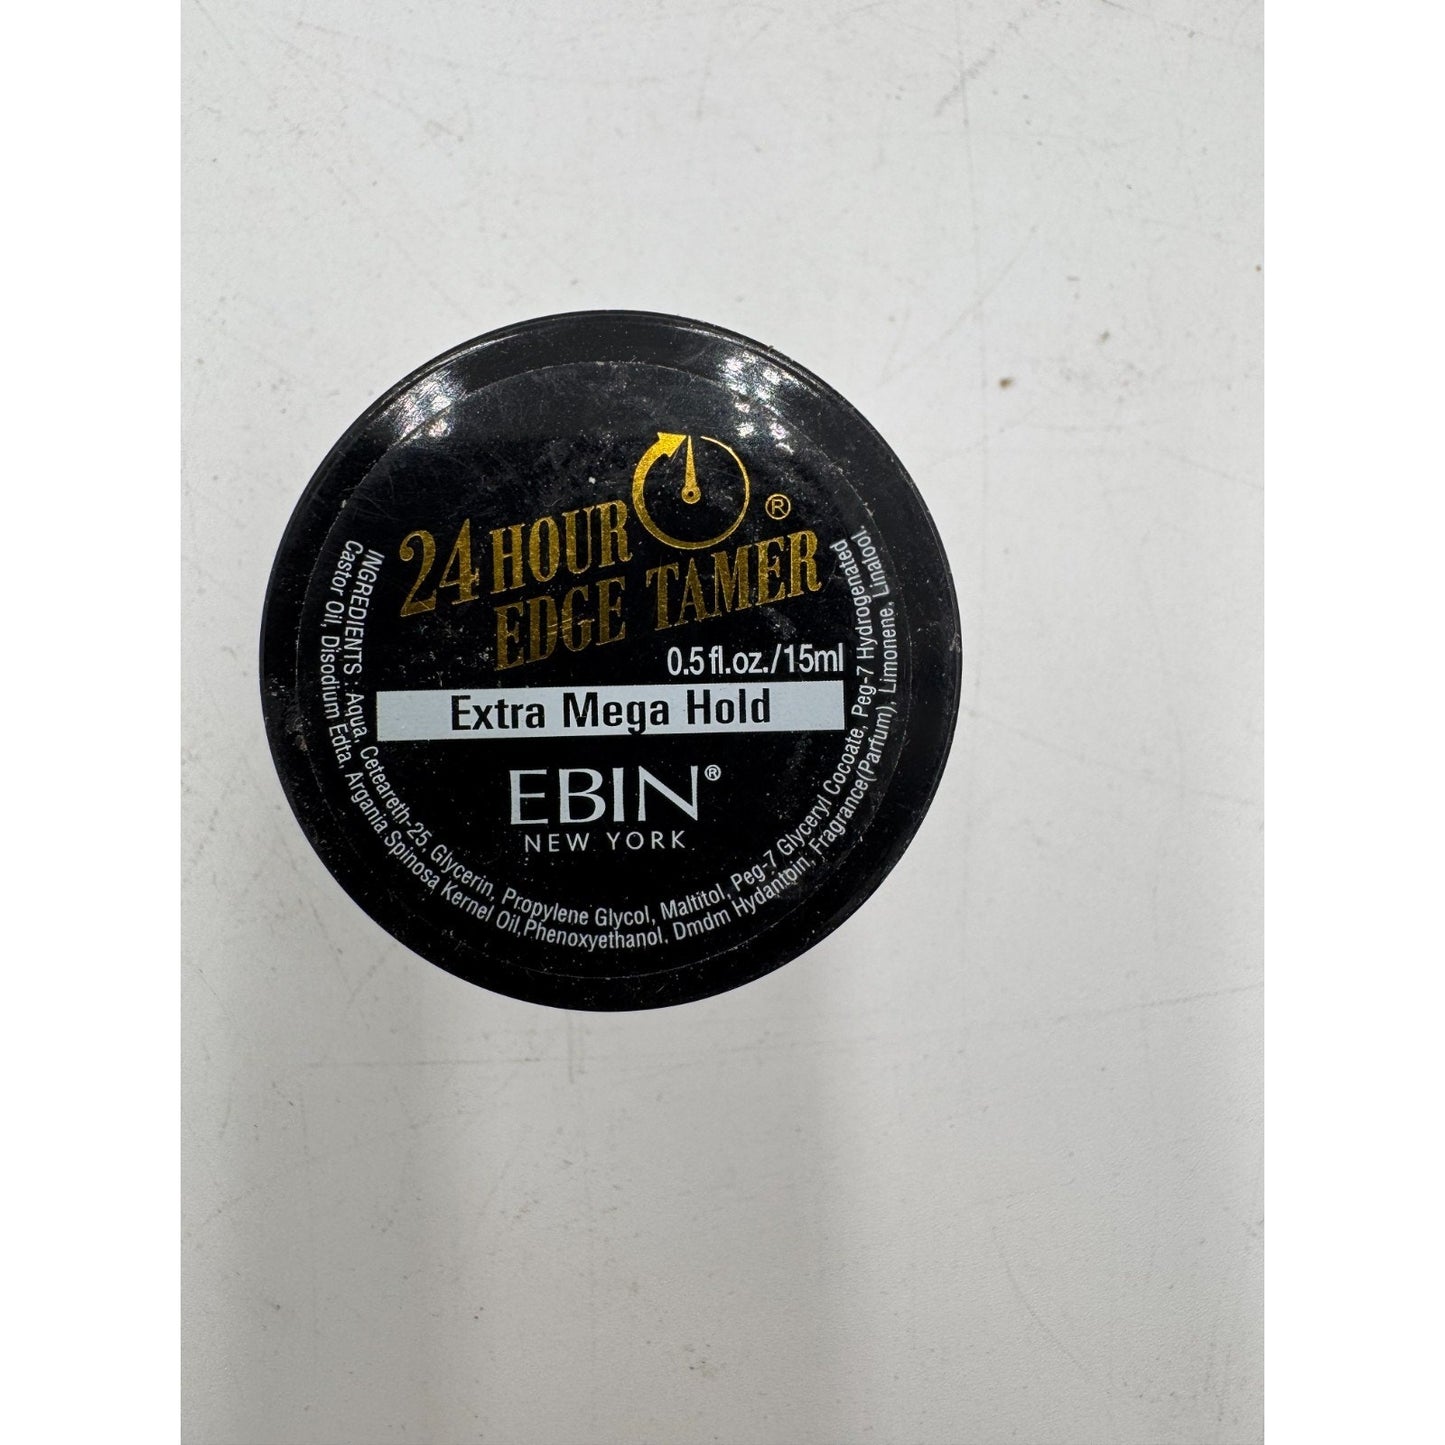 24 HOUR
EDGE TAMER®
0.5 fl.oz./15ml
Extra Mega Hold
EBIN®
NEW YORK
INGREDIENTS : Aqua, Ceteareth-25, Glycerin, Propylene Glycol, Maltitol, Peg-7 Glyceryl Cocoate, Peg-7 Hydrogenated
Castor Oil, Disodium Edta, Argania Spinosa Kernel Oil, Phenoxyethanol, Dmdm Hydantoin, Fragrance(Parfum), Limonene, Linalool.